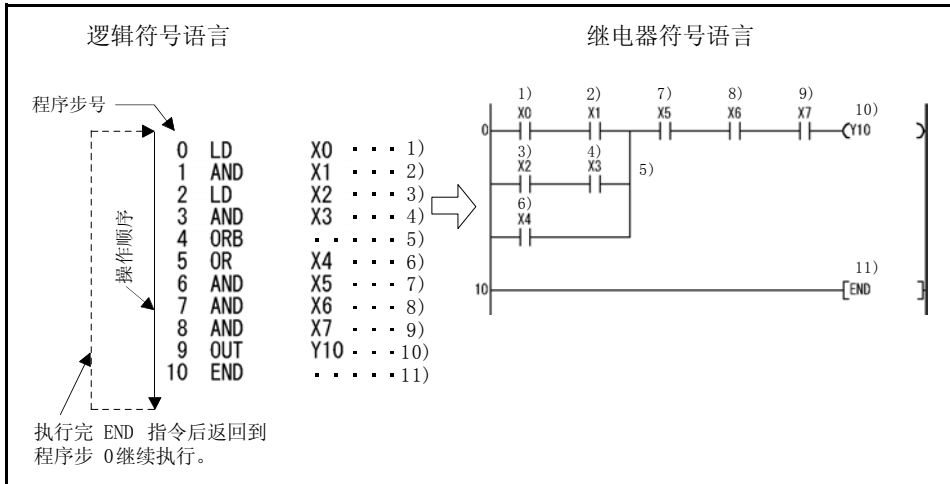 逻辑符号语言
继电器符号语言
程序步号
操作顺序
0 LD X0 ・・・ 1)
1 AND X1 ・・・ 2)
2 LD X2 ・・・ 3)
3 AND X3 ・・・ 4)
4 ORB ・・・・・ 5)
5 OR X4 ・・・ 6)
6 AND X5 ・・・ 7)
7 AND X6 ・・・ 8)
8 AND X7 ・・・ 9)
9 OUT Y10 ・・・ 10)
10 END ・・・・・ 11)
执行完 END 指令后返回到
程序步 0继续执行。
1) 2) 7) 8) 9) 10)
X0 X1 X5 X6 X7
0 Y10
3) 4) 5)
X2 X3
6)
X4
11)
10 END